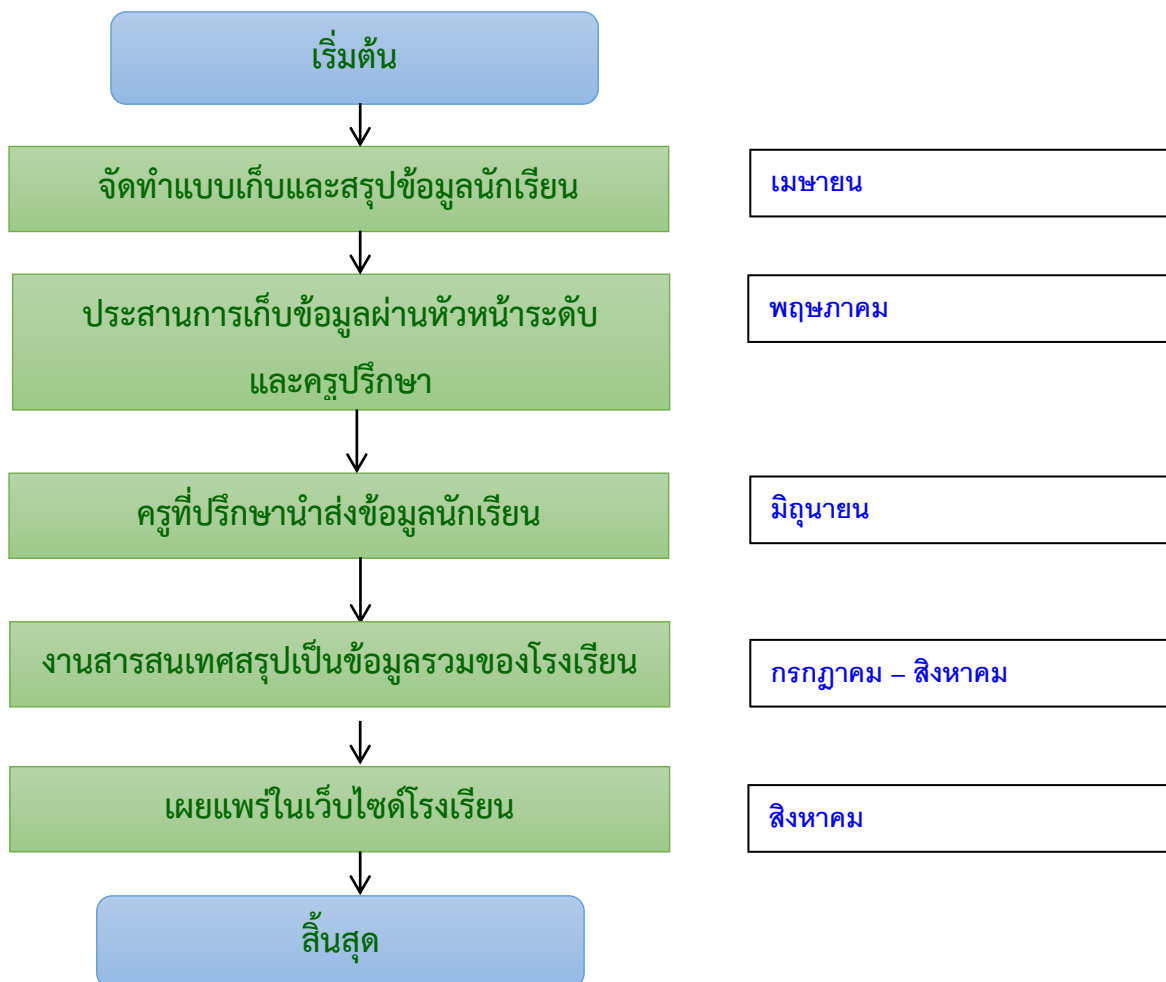 เริ่มต้น
จัดทำแบบเก็บและสรุปข้อมูลนักเรียน
เมษายน
ประสานการเก็บข้อมูลผ่านหัวหน้าระดับ
และครูปรึกษา
พฤษภาคม
ครูที่ปรึกษานำส่งข้อมูลนักเรียน
มิถุนายน
งานสารสนเทศสรุปเป็นข้อมูลรวมของโรงเรียน
กรกฎาคม – สิงหาคม
เผยแพร่ในเว็บไซด์โรงเรียน
สิงหาคม
สิ้นสุด